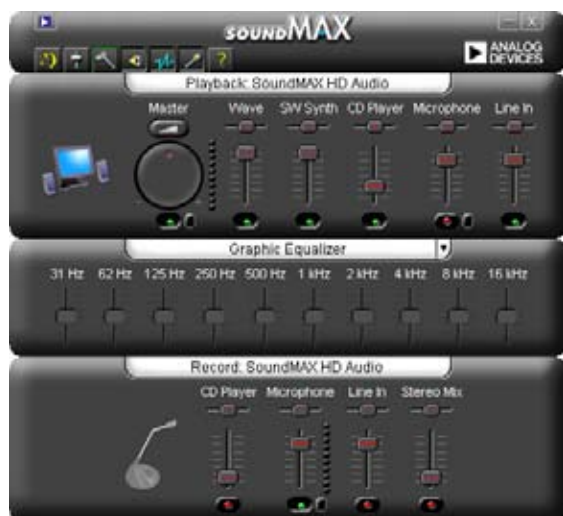 SOUNDMAX
ANALOG
DEVICES
?
Playback: SoundMAX HD Audio
Master Wave SW Synth CD Player Microphone Line In
Graphic Equalizer
31 Hz 62 Hz 125 Hz 250 Hz 500 Hz 1 kHz 2 kHz 4 kHz 8 kHz 16 kHz
Record: SoundMAX HD Audio
CD Player Microphone Line In Stereo Mix